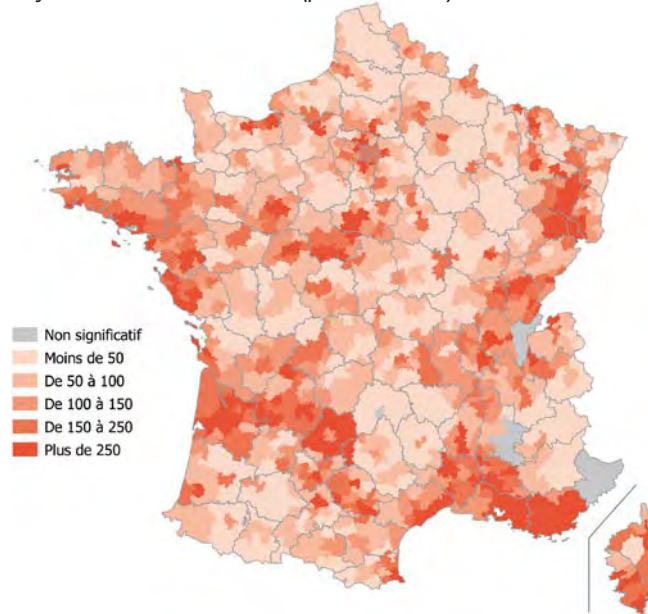 Non significatif
Moins de 50
De 50 à 100
De 100 à 150
De 150 à 250
Plus de 250